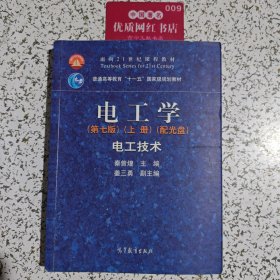 009
优质书籍
面向21世纪课程教材
Textbook Series for 21st Century
普通高等教育“十一五”国家级规划教材
电工学
(第七版)(上册)(配光盘)
电工技术
秦曾煌 主编
姜三勇 副主编
高等教育出版社